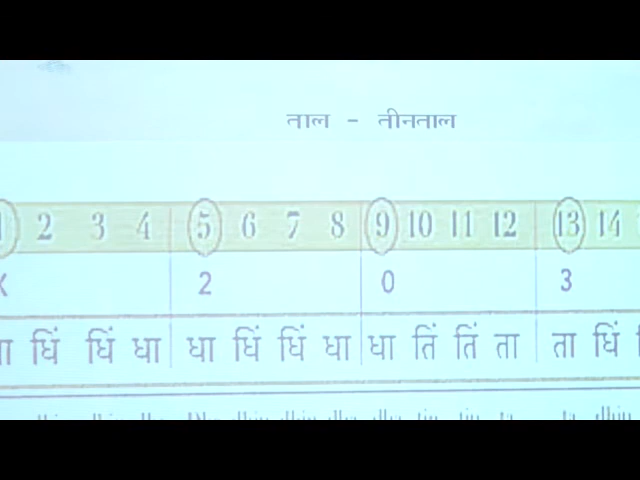 ताल - तीनताल
1 2 3 4 5 6 7 8 9 10 11 12 13 14
X 2 0 3
धिं धिं धा धा धिं धिं धा धा तिं तिं ता ता धिं